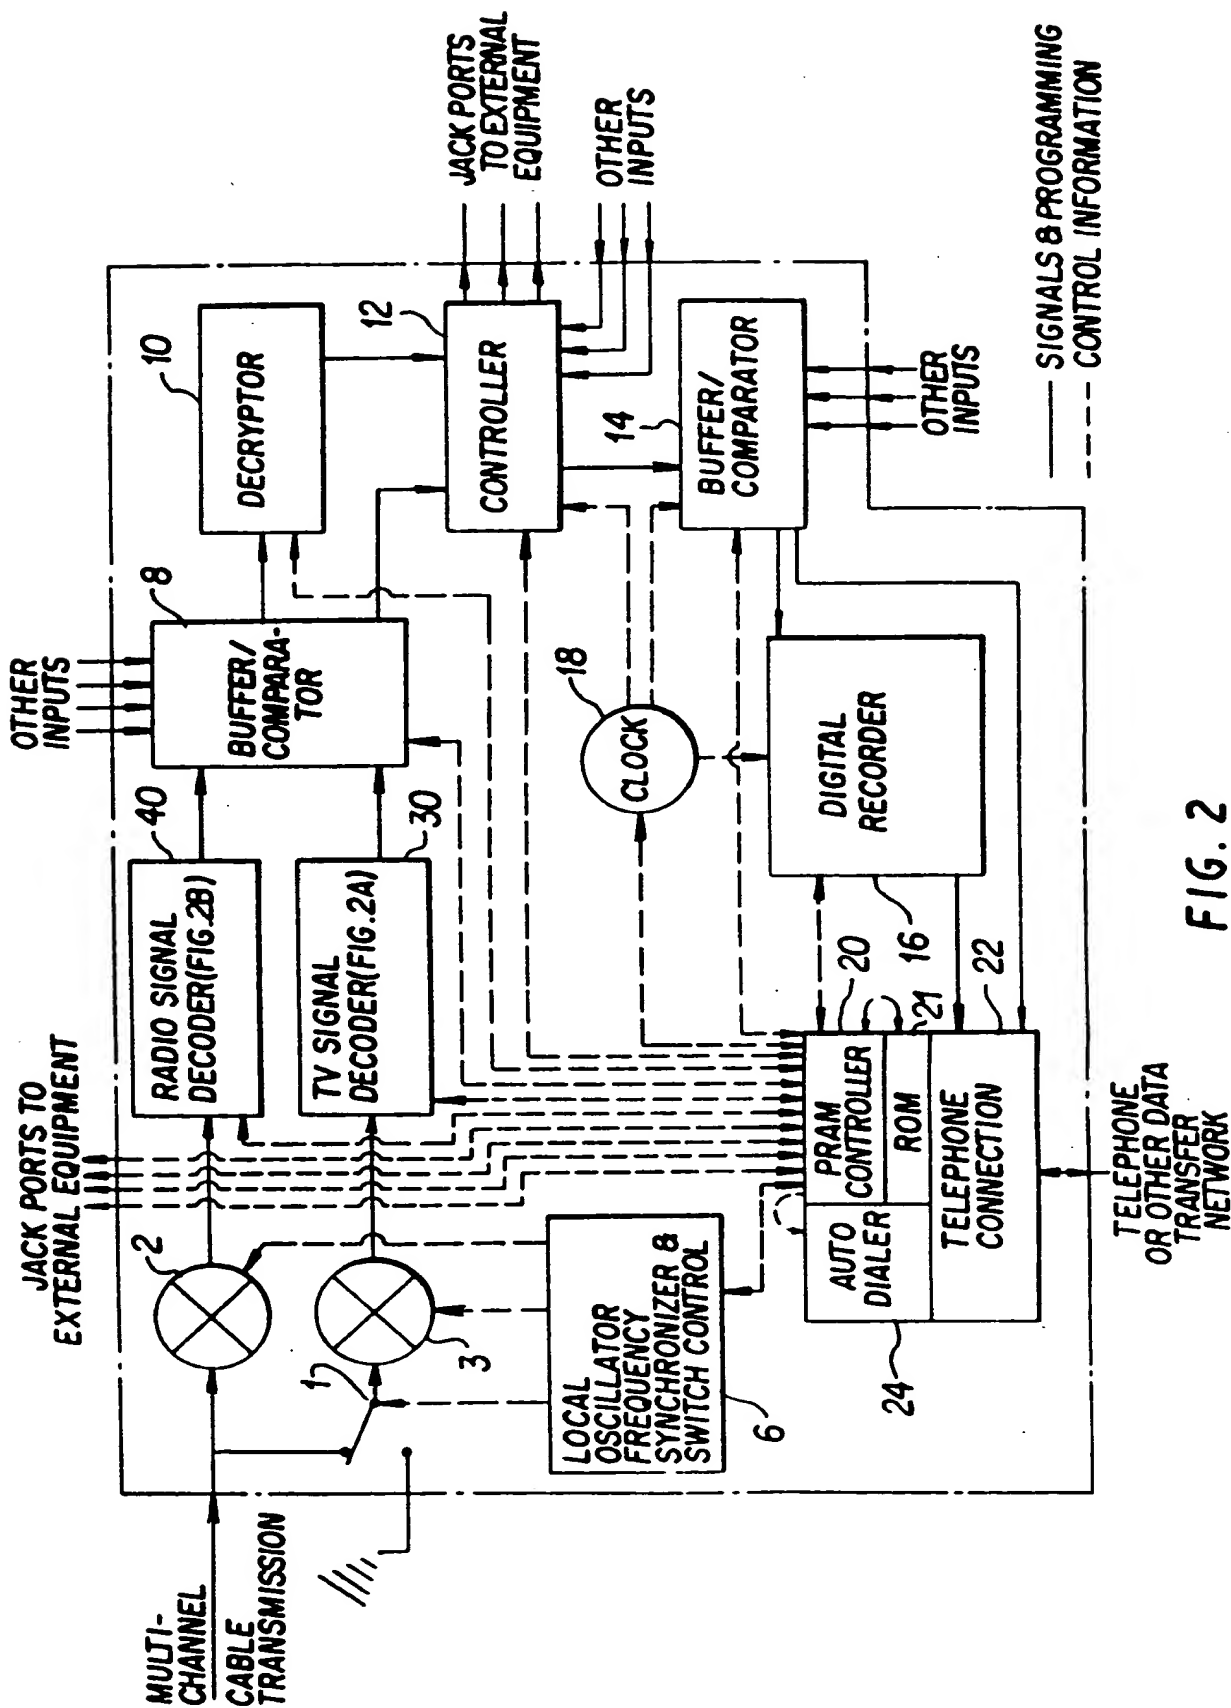 MULTI-
CHANNEL
CABLE
TRANSMISSION
JACK PORTS TO
EXTERNAL EQUIPMENT
OTHER
INPUTS
1
2
3
RADIO SIGNAL
DECODER(FIG.2B)
40
TV SIGNAL
DECODER(FIG.2A)
30
BUFFER/
COMPARA-
TOR
8
DECRYPTOR
10
CONTROLLER
12
JACK PORTS
TO EXTERNAL
EQUIPMENT
OTHER
INPUTS
BUFFER/
COMPARATOR
14
OTHER
INPUTS
LOCAL
OSCILLATOR
FREQUENCY
SYNCHRONIZER &
SWITCH CONTROL
6
CLOCK
18
DIGITAL
RECORDER
16
AUTO
DIALER
24
PRAM
CONTROLLER
20
ROM
21
TELEPHONE
CONNECTION
22
TELEPHONE
OR OTHER DATA
TRANSFER
NETWORK
SIGNALS & PROGRAMMING
CONTROL INFORMATION
FIG. 2